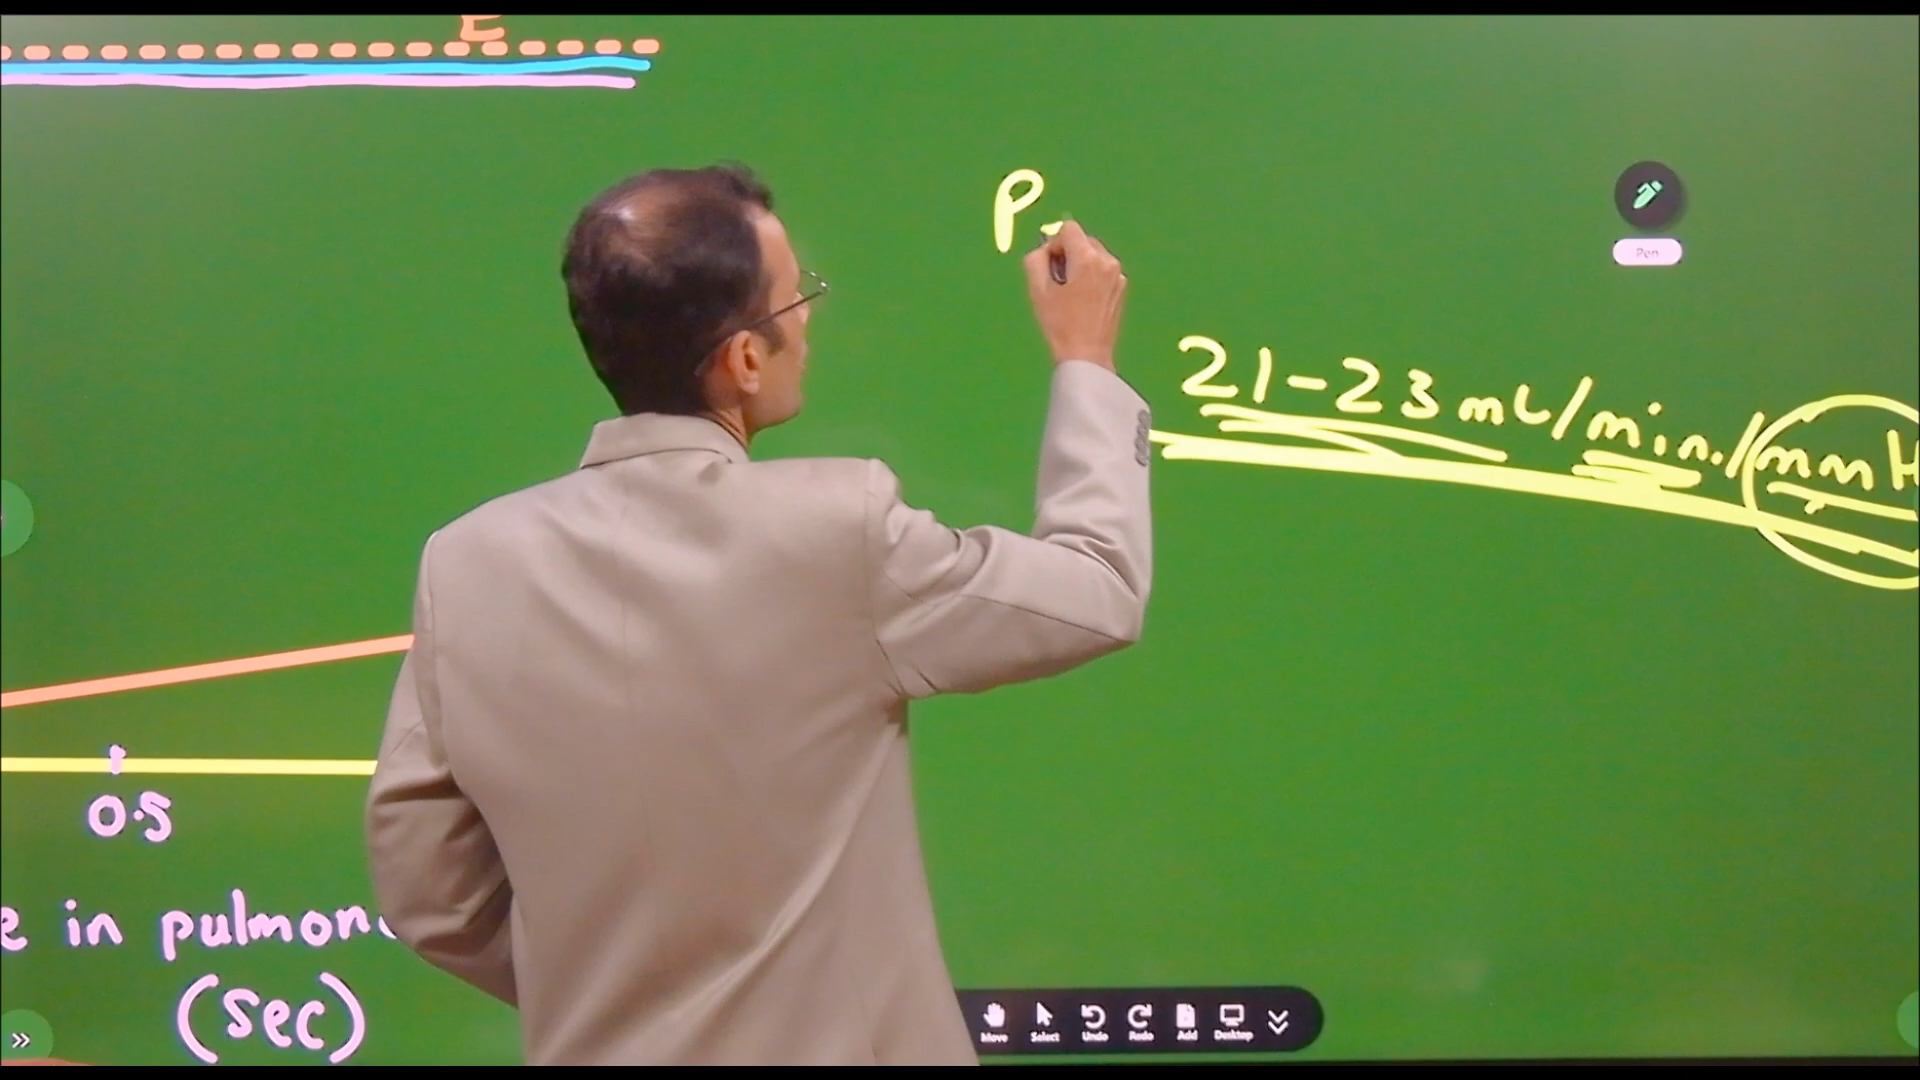 E
P
21-23 mL/min./mmH
Pen
0.5
e in pulmon
(sec)
Move Select Undo Redo Add Desktop